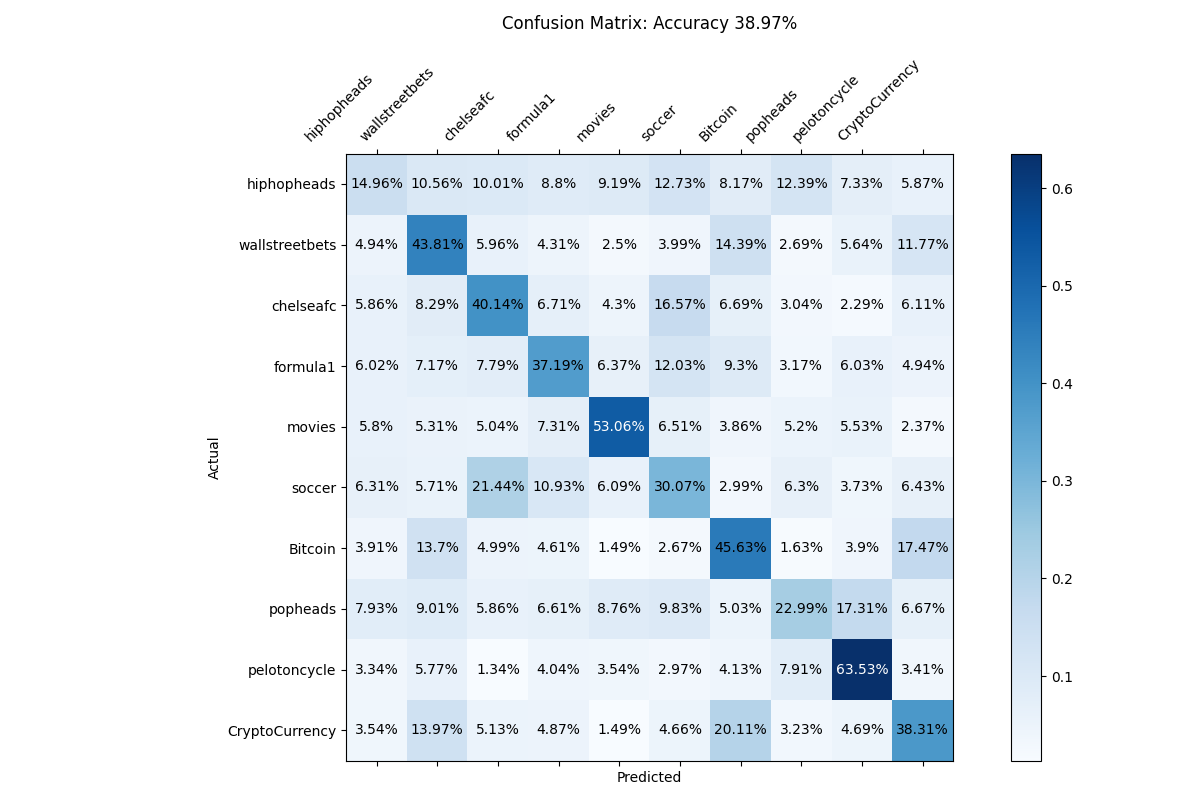 Confusion Matrix: Accuracy 38.97%
hiphopheads wallstreetbets chelseafc formula1 movies soccer Bitcoin popheads pelotoncycle CryptoCurrency
hiphopheads 14.96% 10.56% 10.01% 8.8% 9.19% 12.73% 8.17% 12.39% 7.33% 5.87%
wallstreetbets 4.94% 43.81% 5.96% 4.31% 2.5% 3.99% 14.39% 2.69% 5.64% 11.77%
chelseafc 5.86% 8.29% 40.14% 6.71% 4.3% 16.57% 6.69% 3.04% 2.29% 6.11%
formula1 6.02% 7.17% 7.79% 37.19% 6.37% 12.03% 9.3% 3.17% 6.03% 4.94%
movies 5.8% 5.31% 5.04% 7.31% 53.06% 6.51% 3.86% 5.2% 5.53% 2.37%
soccer 6.31% 5.71% 21.44% 10.93% 6.09% 30.07% 2.99% 6.3% 3.73% 6.43%
Bitcoin 3.91% 13.7% 4.99% 4.61% 1.49% 2.67% 45.63% 1.63% 3.9% 17.47%
popheads 7.93% 9.01% 5.86% 6.61% 8.76% 9.83% 5.03% 22.99% 17.31% 6.67%
pelotoncycle 3.34% 5.77% 1.34% 4.04% 3.54% 2.97% 4.13% 7.91% 63.53% 3.41%
CryptoCurrency 3.54% 13.97% 5.13% 4.87% 1.49% 4.66% 20.11% 3.23% 4.69% 38.31%
Actual
Predicted
0.6
0.5
0.4
0.3
0.2
0.1